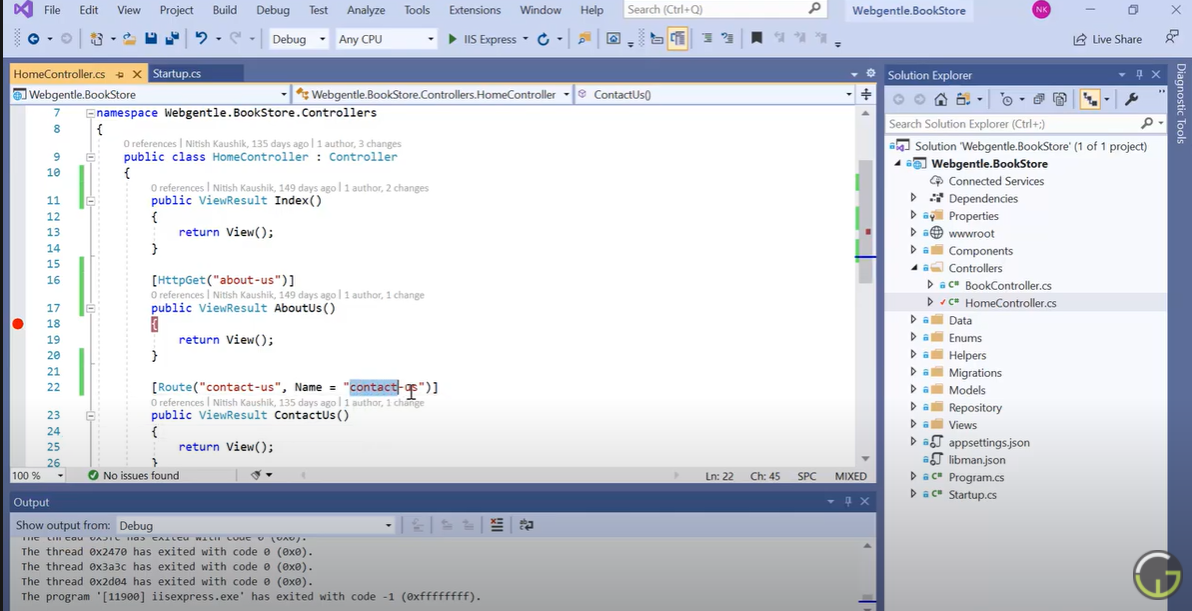 File Edit View Project Build Debug Test Analyze Tools Extensions Window Help Search (Ctrl+Q) Webgentle.BookStore NK
Debug Any CPU IIS Express Live Share
HomeController.cs Startup.cs
Webgentle.BookStore Webgentle.BookStore.Controllers.HomeController ContactUs()
7 namespace Webgentle.BookStore.Controllers
8 {
0 references | Nitish Kaushik, 135 days ago | 1 author, 3 changes
9 public class HomeController : Controller
10 {
0 references | Nitish Kaushik, 149 days ago | 1 author, 2 changes
11 public ViewResult Index()
12 {
13 return View();
14 }
15
16 [HttpGet("about-us")]
0 references | Nitish Kaushik, 149 days ago | 1 author, 1 change
17 public ViewResult AboutUs()
18 {
19 return View();
20 }
21
22 [Route("contact-us", Name = "contact-us")]
0 references | Nitish Kaushik, 135 days ago | 1 author, 1 change
23 public ViewResult ContactUs()
24 {
25 return View();
26 }
100 % No issues found Ln: 22 Ch: 45 SPC MIXED
Output
Show output from: Debug
The thread 0x2470 has exited with code 0 (0x0).
The thread 0x3a3c has exited with code 0 (0x0).
The thread 0x2d04 has exited with code 0 (0x0).
The program '[11900] iisexpress.exe' has exited with code -1 (0xffffffff).
Solution Explorer
Search Solution Explorer (Ctrl+;)
Solution 'Webgentle.BookStore' (1 of 1 project)
Webgentle.BookStore
Connected Services
Dependencies
Properties
wwwroot
Components
Controllers
C# BookController.cs
C# HomeController.cs
Data
Enums
Helpers
Migrations
Models
Repository
Views
appsettings.json
libman.json
C# Program.cs
C# Startup.cs
Diagnostic Tools